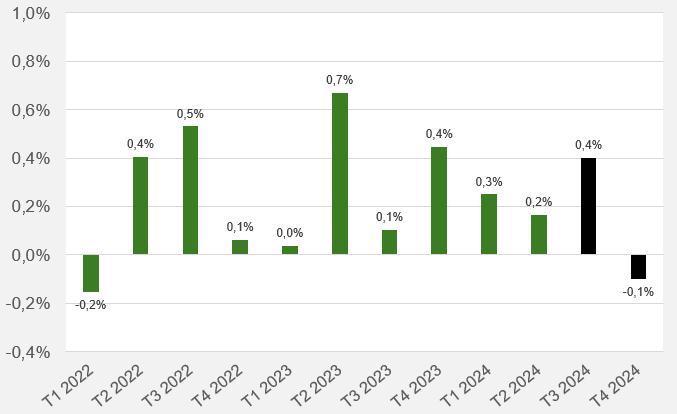 1,0%
0,8%
0,6%
0,4%
0,2%
0,0%
-0,2%
-0,4%
-0,2%
0,4%
0,5%
0,1%
0,0%
0,7%
0,1%
0,4%
0,3%
0,2%
0,4%
-0,1%
T1 2022
T2 2022
T3 2022
T4 2022
T1 2023
T2 2023
T3 2023
T4 2023
T1 2024
T2 2024
T3 2024
T4 2024